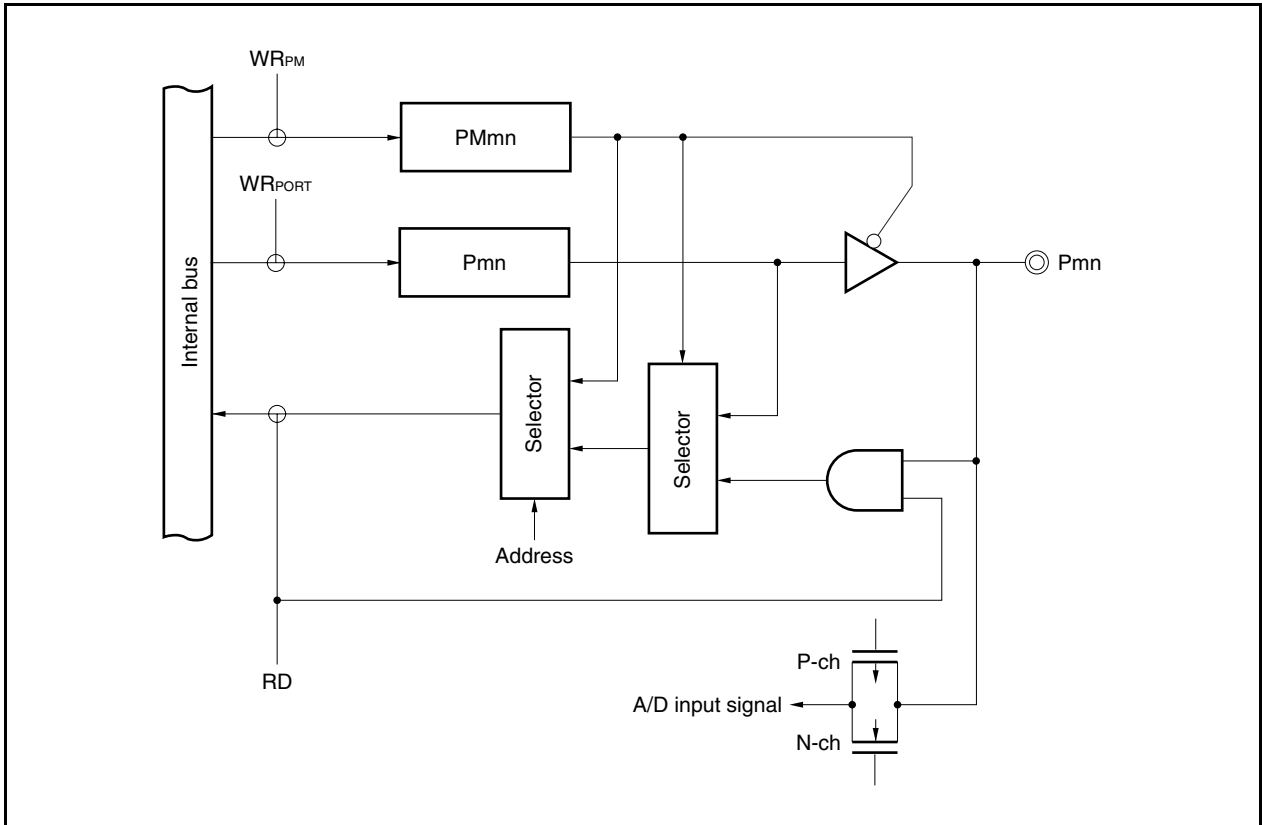 WRPM
PMmn
WRPORT
Pmn
Pmn
Internal bus
Selector
Selector
Address
RD
P-ch
A/D input signal
N-ch